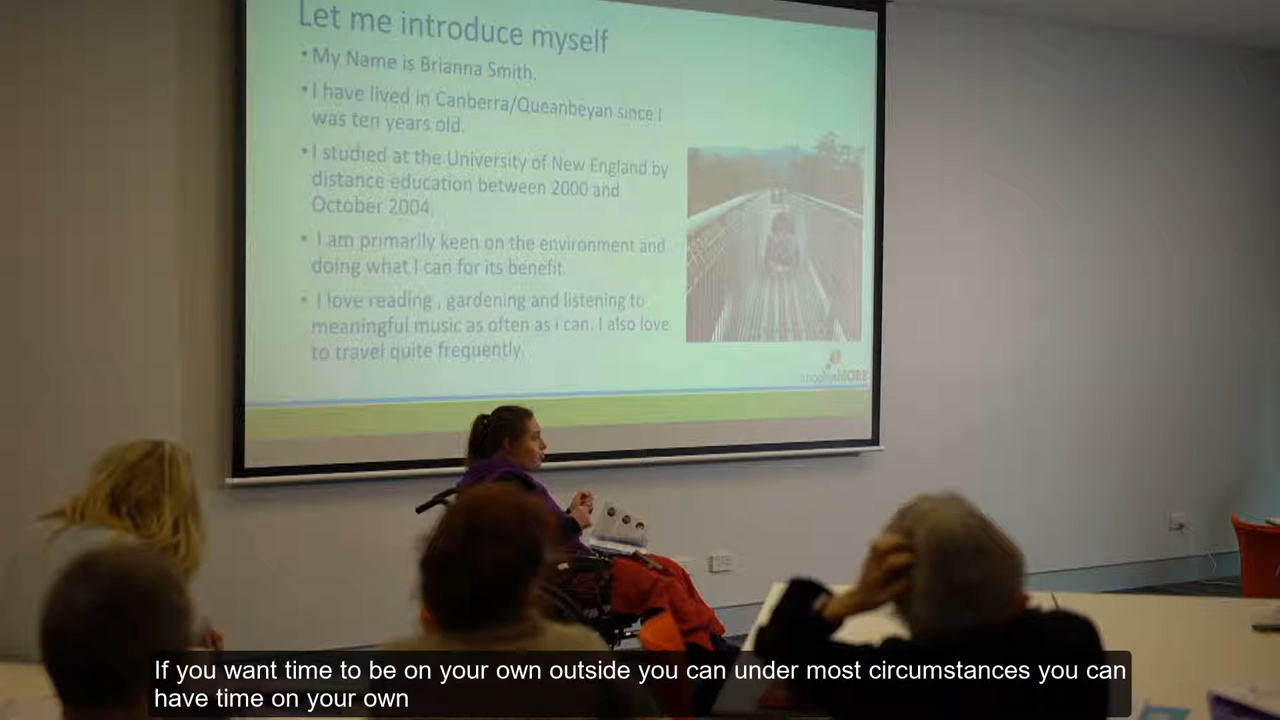 Let me introduce myself
• My Name is Brianna Smith.
• I have lived in Canberra/Queanbeyan since I
was ten years old.
• I studied at the University of New England by
distance education between 2000 and
October 2004.
• I am primarily keen on the environment and
doing what I can for its benefit.
• I love reading , gardening and listening to
meaningful music as often as i can. I also love
to travel quite frequently.
imagineMORE
If you want time to be on your own outside you can under most circumstances you can
have time on your own